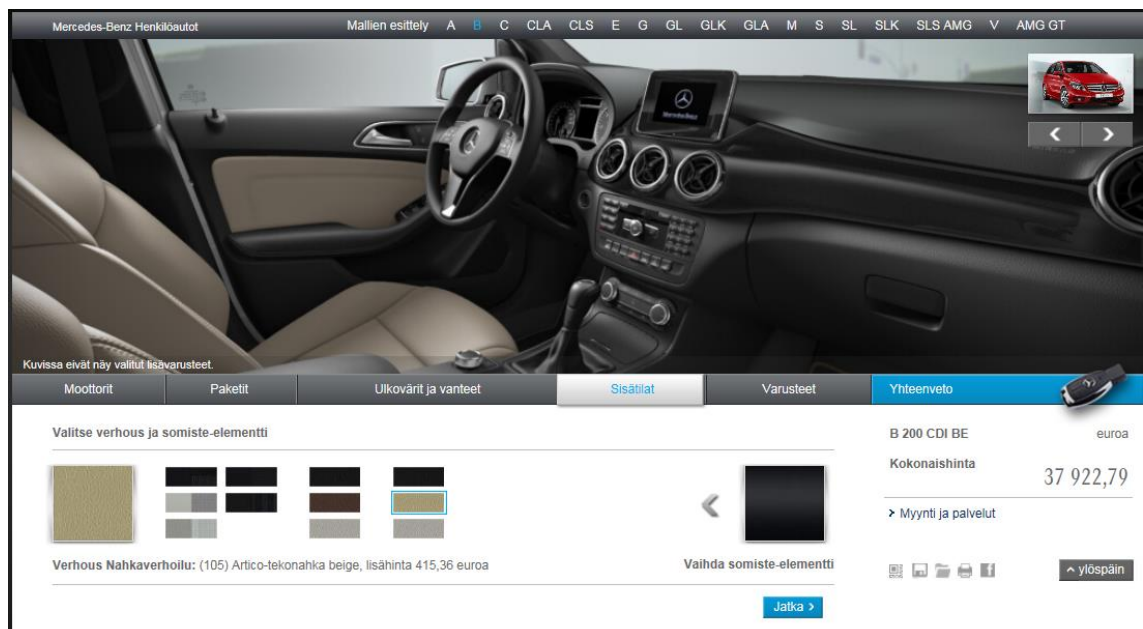 Mercedes-Benz Henkilöautot Mallien esittely A B C CLA CLS E G GL GLK GLA M S SL SLK SLS AMG V AMG GT
Kuvissa eivät näy valitut lisävarusteet.
Moottorit Paketit Ulkovärit ja vanteet Sisätilat Varusteet Yhteenveto
Valitse verhous ja somiste-elementti
B 200 CDI BE euroa
Kokonaishinta
37 922,79
Myynti ja palvelut
Verhous Nahkaverhoilu: (105) Artico-tekonahka beige, lisähinta 415,36 euroa
Vaihda somiste-elementti
ylöspäin
Jatka